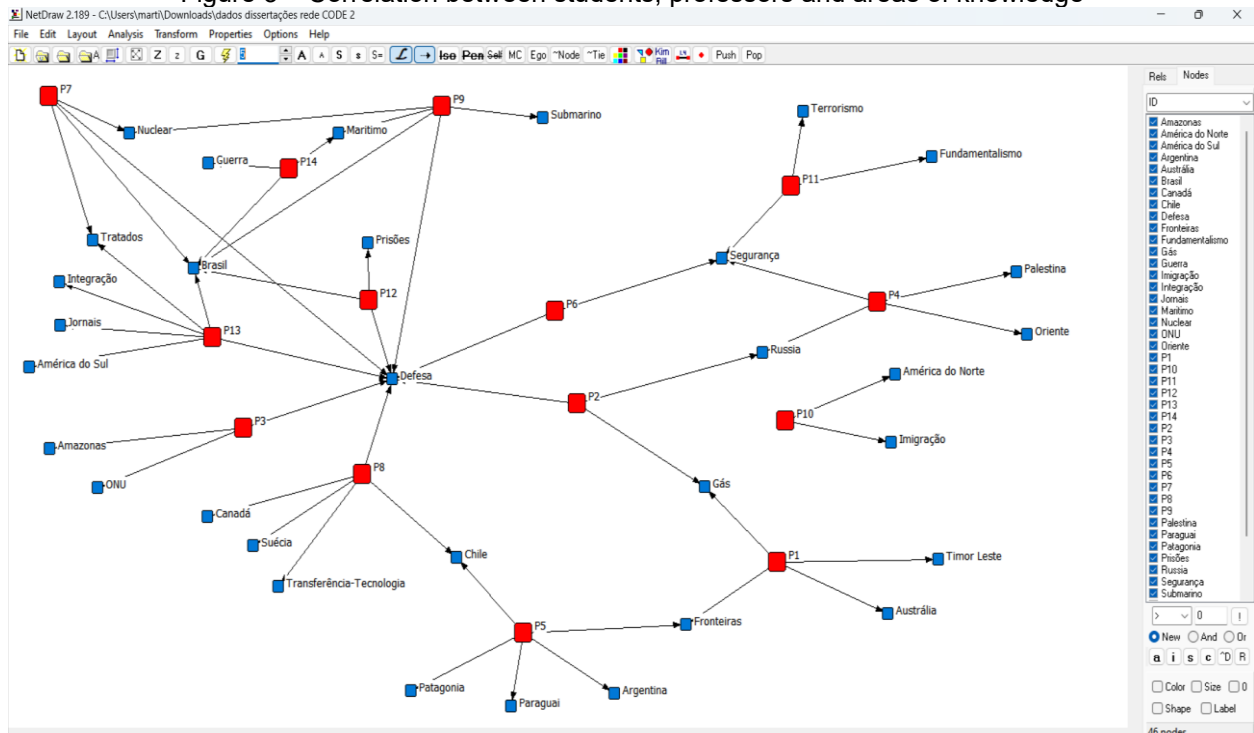 Figure 3 – Correlation between students, professors and areas of knowledge
NetDraw 2.189 - C:\Users\marti\Downloads\dados dissertações rede CODE 2
File Edit Layout Analysis Transform Properties Options Help
Z z G 5 A A S s S= L Iso Pen Self MC Ego ~Node ~Tie Kim Rill LN Push Pop
Rels Nodes
ID
P7
P9
Nuclear
Maritimo
Submarino
Terrorismo
Guerra
P14
Fundamentalismo
P11
Tratados
Prisões
Brasil
Segurança
Integração
Palestina
P12
P6
P4
Jornais
P13
Oriente
Russia
América do Sul
Defesa
América do Norte
P2
P10
P3
Amazonas
Imigração
P8
ONU
Gás
Canadá
Suécia
Chile
P1
Timor Leste
Transferência-Tecnologia
Austrália
P5
Fronteiras
Patagonia
Argentina
Paraguai
Amazonas
América do Norte
América do Sul
Argentina
Austrália
Brasil
Canadá
Chile
Defesa
Fronteiras
Fundamentalismo
Gás
Guerra
Imigração
Integração
Jornais
Maritimo
Nuclear
ONU
Oriente
P1
P10
P11
P12
P13
P14
P2
P3
P4
P5
P6
P7
P8
P9
Palestina
Paraguai
Patagonia
Prisões
Russia
Segurança
Submarino
> 0 !
New And Or
a i s c ~D R
Color Size 0
Shape Label
46 nodes